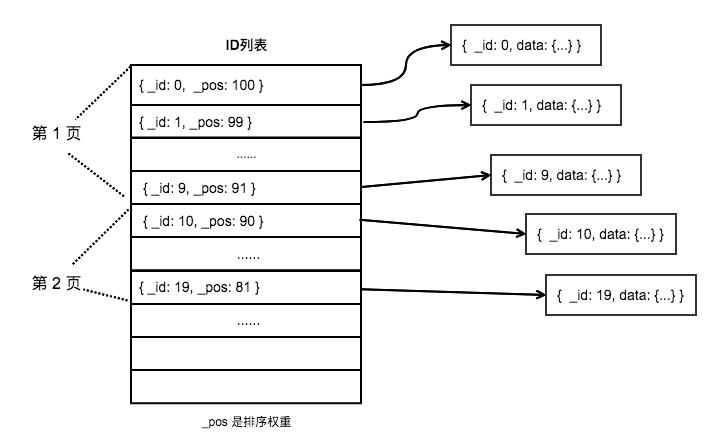 ID列表
{ _id: 0, data: {...} }
{ _id: 0, _pos: 100 }
{ _id: 1, data: {...} }
第 1 页
{ _id: 1, _pos: 99 }
......
{ _id: 9, data: {...} }
{ _id: 9, _pos: 91 }
{ _id: 10, _pos: 90 }
{ _id: 10, data: {...} }
......
第 2 页
{ _id: 19, _pos: 81 }
{ _id: 19, data: {...} }
......
_pos 是排序权重